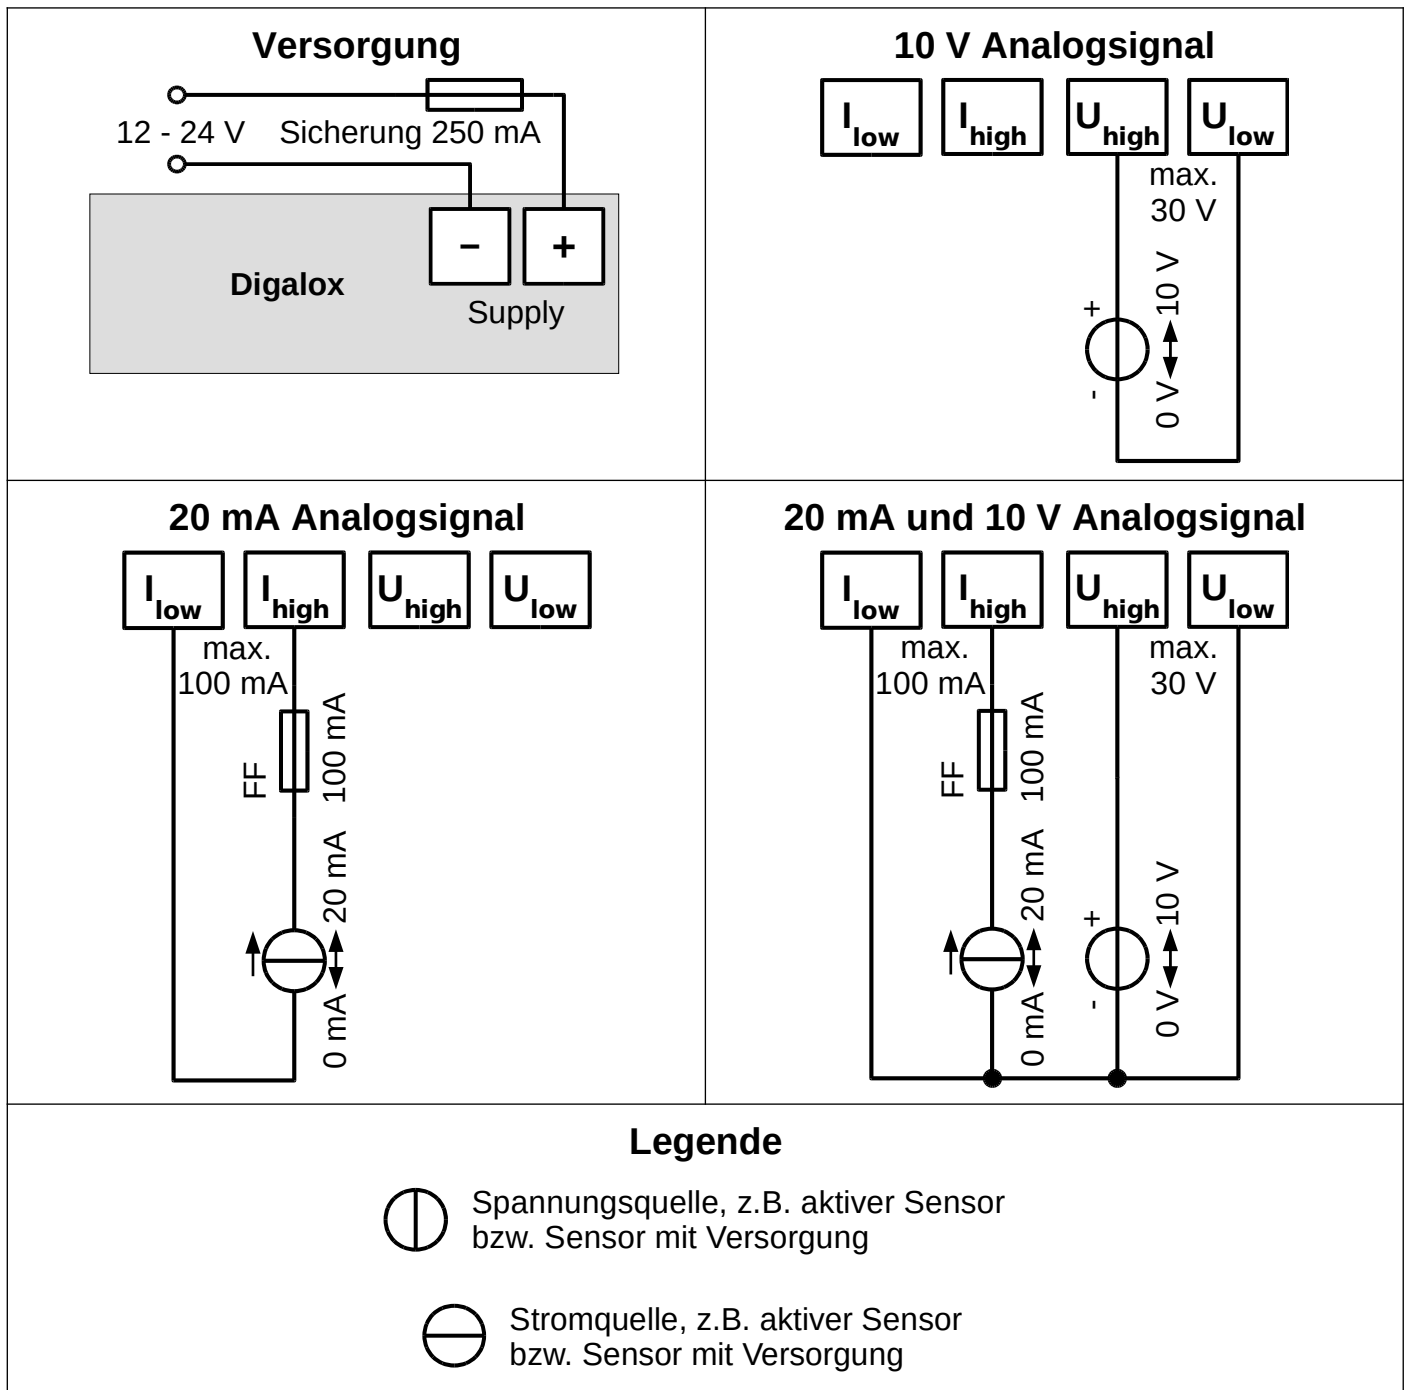 Versorgung
12 - 24 V Sicherung 250 mA
Digalox
− +
Supply
10 V Analogsignal
Ilow Ihigh Uhigh Ulow
max.
30 V
10 V
+
-
0 V
20 mA Analogsignal
Ilow Ihigh Uhigh Ulow
max.
100 mA
FF
100 mA
20 mA
0 mA
20 mA und 10 V Analogsignal
Ilow Ihigh Uhigh Ulow
max.
100 mA
max.
30 V
FF
100 mA
20 mA
0 mA
10 V
+
-
0 V
Legende
Spannungsquelle, z.B. aktiver Sensor
bzw. Sensor mit Versorgung
Stromquelle, z.B. aktiver Sensor
bzw. Sensor mit Versorgung